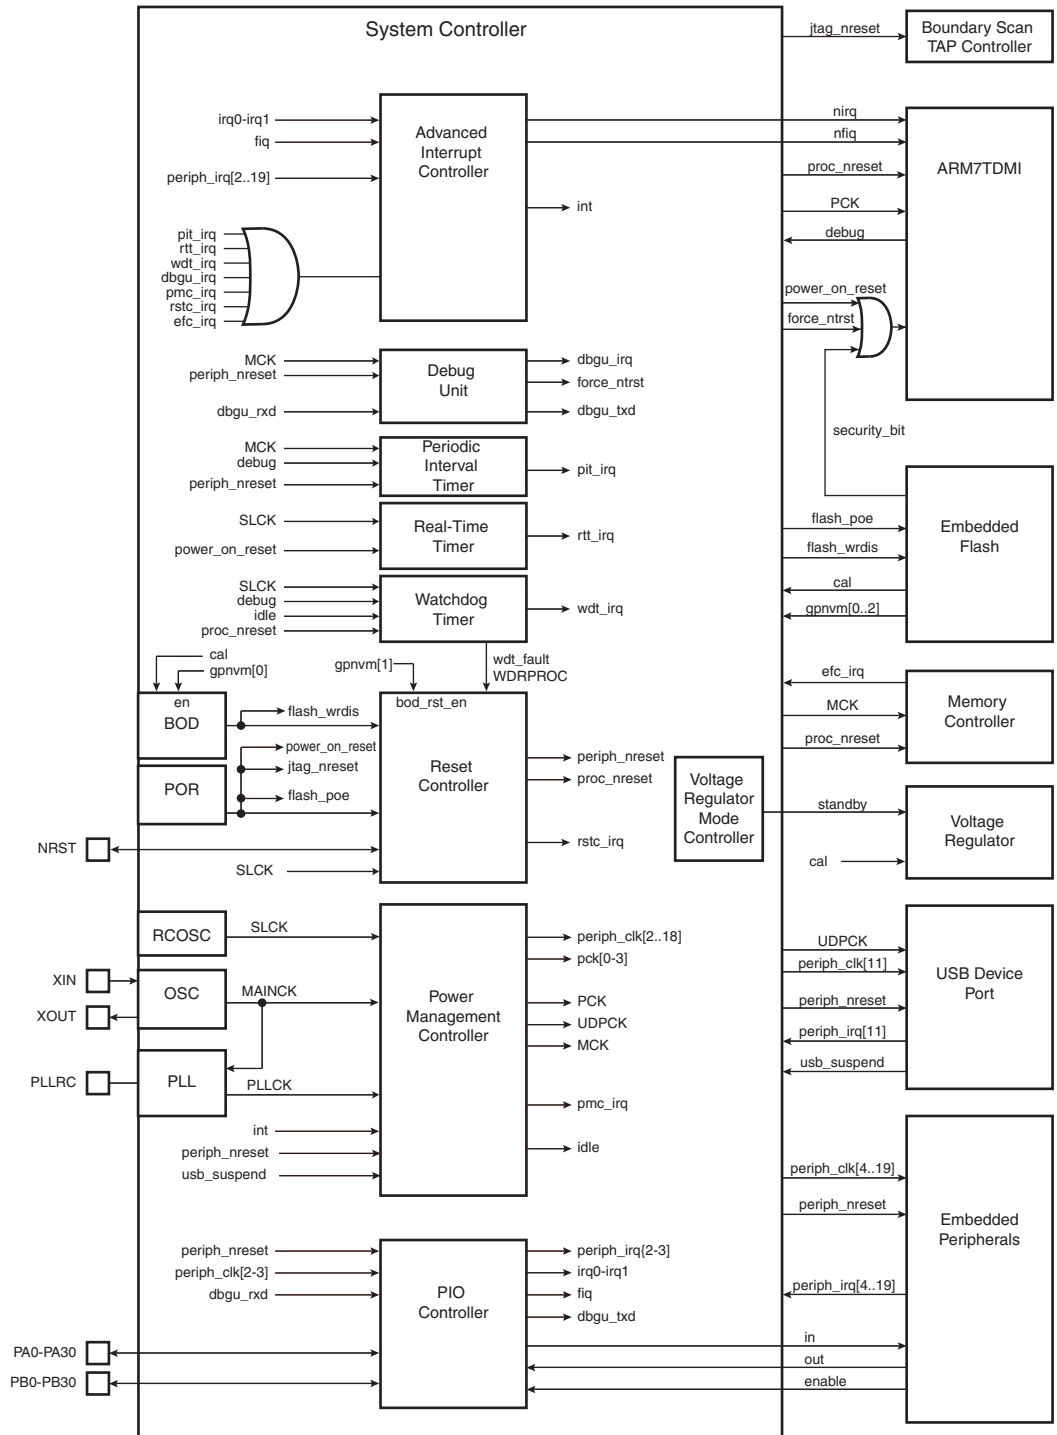 System Controller
jtag_nreset
Boundary Scan
TAP Controller
irq0-irq1
fiq
periph_irq[2..19]
Advanced
Interrupt
Controller
int
nirq
nfiq
proc_nreset
PCK
debug
ARM7TDMI
pit_irq
rtt_irq
wdt_irq
dbgu_irq
pmc_irq
rstc_irq
efc_irq
power_on_reset
force_ntrst
security_bit
MCK
periph_nreset
dbgu_rxd
Debug
Unit
dbgu_irq
force_ntrst
dbgu_txd
MCK
debug
periph_nreset
Periodic
Interval
Timer
pit_irq
SLCK
power_on_reset
Real-Time
Timer
rtt_irq
flash_poe
flash_wrdis
cal
gpnvm[0..2]
Embedded
Flash
SLCK
debug
idle
proc_nreset
Watchdog
Timer
wdt_irq
wdt_fault
WDRPROC
cal
gpnvm[0]
gpnvm[1]
en
BOD
flash_wrdis
bod_rst_en
Reset
Controller
efc_irq
MCK
proc_nreset
Memory
Controller
POR
power_on_reset
jtag_nreset
flash_poe
periph_nreset
proc_nreset
rstc_irq
Voltage
Regulator
Mode
Controller
standby
cal
Voltage
Regulator
NRST
SLCK
RCOSC
SLCK
XIN
XOUT
OSC
MAINCK
PLLRC
PLL
PLLCK
int
periph_nreset
usb_suspend
Power
Management
Controller
periph_clk[2..18]
pck[0-3]
PCK
UDPCK
MCK
pmc_irq
idle
UDPCK
periph_clk[11]
periph_nreset
periph_irq[11]
usb_suspend
USB Device
Port
periph_clk[4..19]
periph_nreset
periph_irq[4..19]
Embedded
Peripherals
periph_nreset
periph_clk[2-3]
dbgu_rxd
PIO
Controller
periph_irq{2-3]
irq0-irq1
fiq
dbgu_txd
in
out
enable
PA0-PA30
PB0-PB30